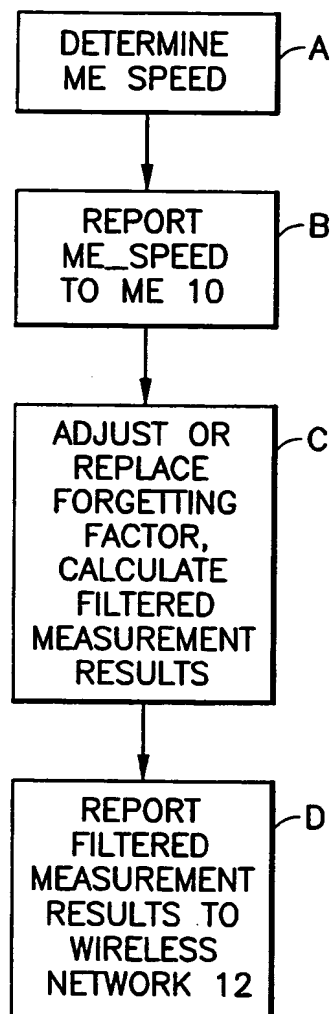 DETERMINE
ME SPEED
A
REPORT
ME_SPEED
TO ME 10
B
ADJUST OR
REPLACE
FORGETTING
FACTOR,
CALCULATE
FILTERED
MEASUREMENT
RESULTS
C
REPORT
FILTERED
MEASUREMENT
RESULTS TO
WIRELESS
NETWORK 12
D